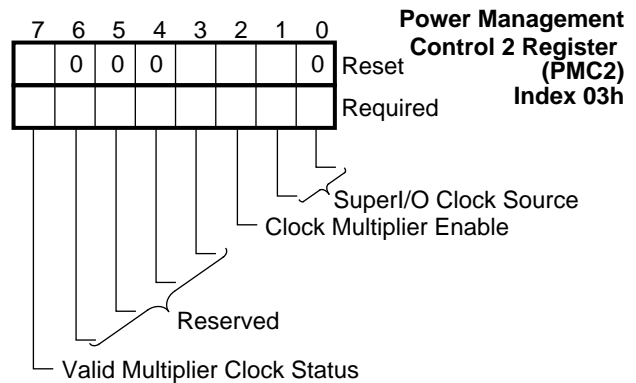 Power Management
Control 2 Register
(PMC2)
Index 03h
7 6 5 4 3 2 1 0
0 0 0 0 Reset
Required
SuperI/O Clock Source
Clock Multiplier Enable
Reserved
Valid Multiplier Clock Status